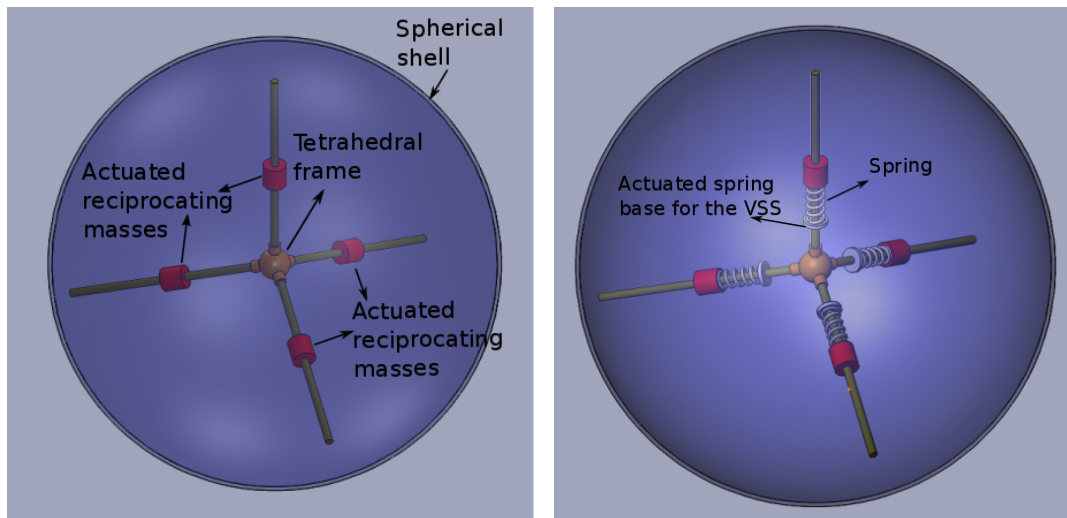 Spherical
shell
Tetrahedral
frame
Actuated
reciprocating
masses
Actuated
reciprocating
masses
Spring
Actuated spring
base for the VSS